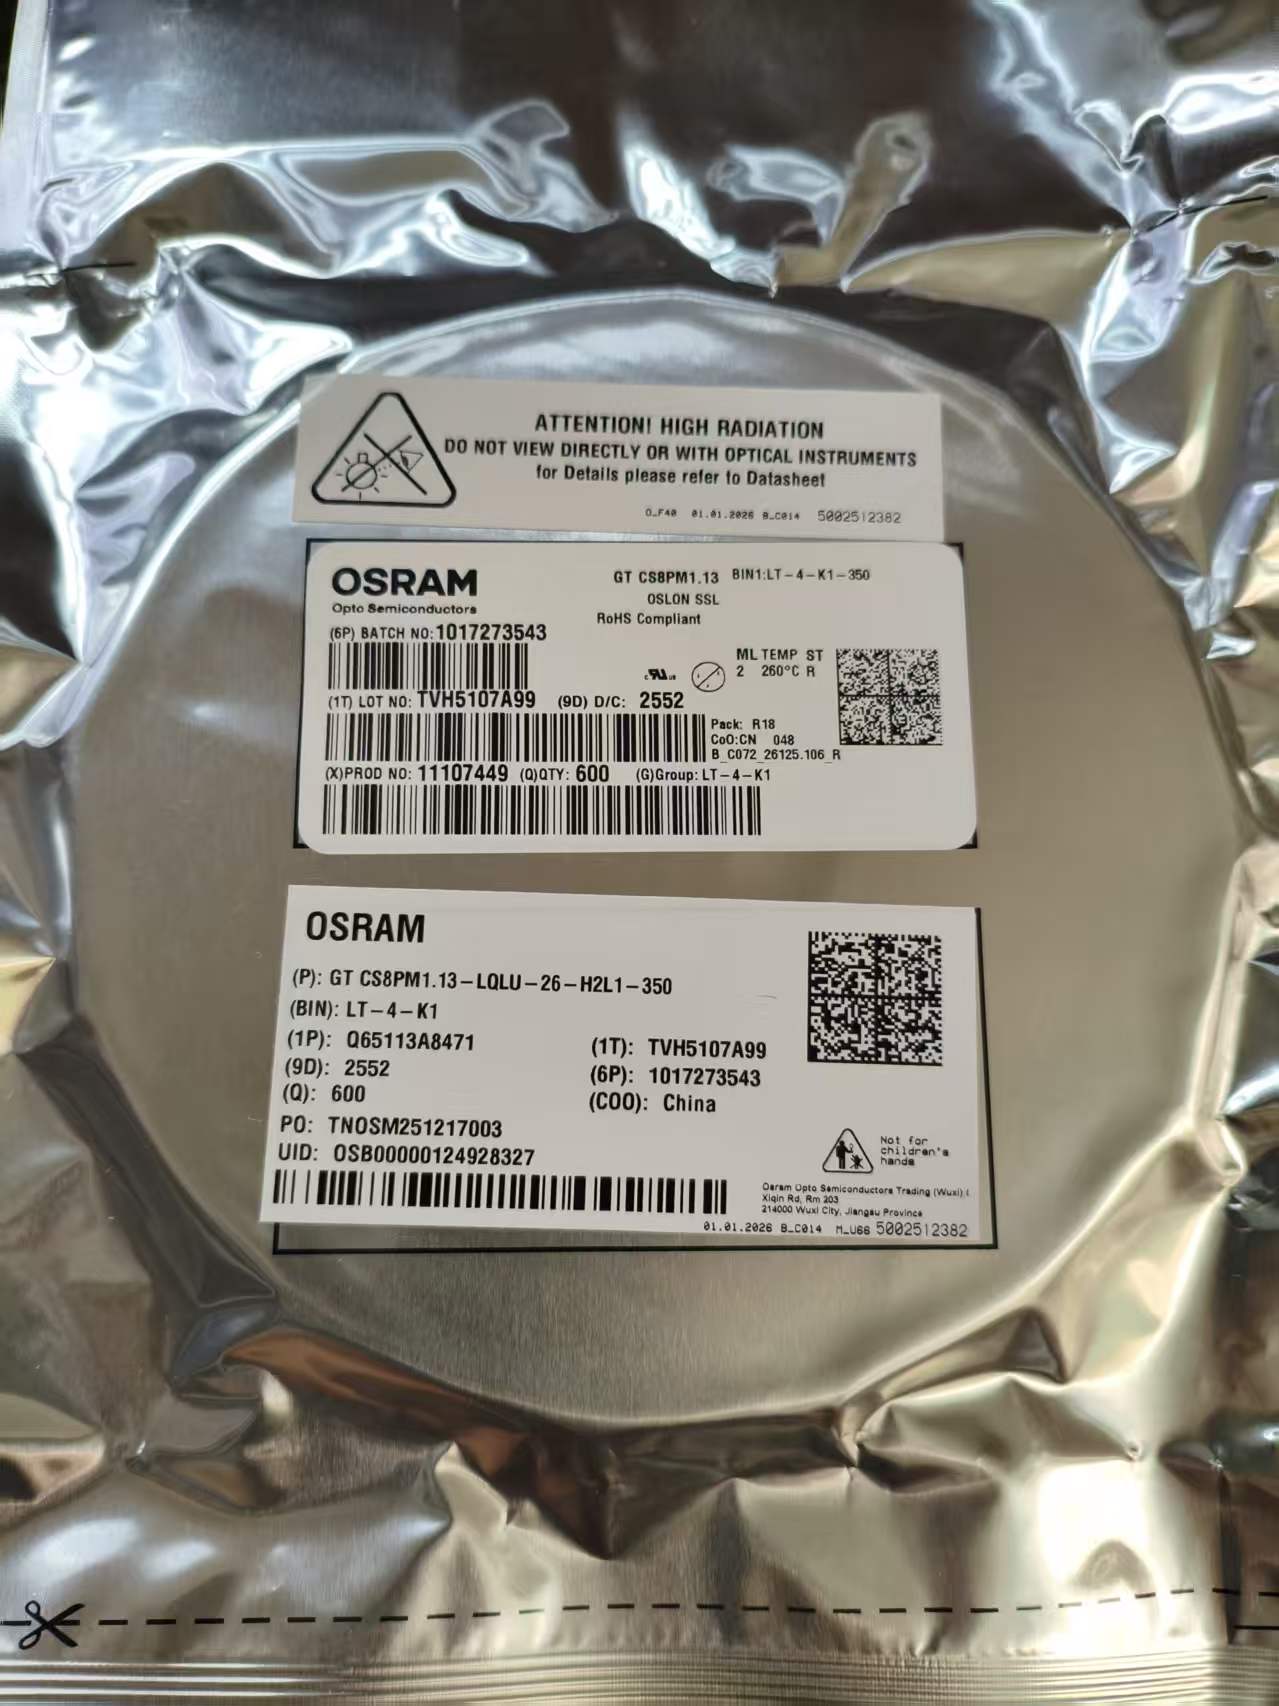 ATTENTION! HIGH RADIATION
DO NOT VIEW DIRECTLY OR WITH OPTICAL INSTRUMENTS
for Details please refer to Datasheet
O_F40 01.01.2026 B_C014 5002512382
OSRAM
Opto Semiconductors
GT CS8PM1.13 BIN1:LT-4-K1-350
OSLON SSL
RoHS Compliant
(6P) BATCH NO:1017273543
ML TEMP ST
2 260°C R
(1T) LOT NO: TVH5107A99 (9D) D/C: 2552
Pack: R18
CoO:CN 048
B_C072_26125.106_R
(X)PROD NO: 11107449 (Q)QTY: 600 (G)Group: LT-4-K1
OSRAM
(P): GT CS8PM1.13-LQLU-26-H2L1-350
(BIN): LT-4-K1
(1P): Q65113A8471
(1T): TVH5107A99
(9D): 2552
(6P): 1017273543
(Q): 600
(COO): China
PO: TNOSM251217003
UID: OSB00000124928327
Not for
children's
hands
Osram Opto Semiconductors Trading (Wuxi)
Xiqin Rd, Rm 203
214000 Wuxi City, Jiangsu Province
01.01.2026 B_C014 M_U66 5002512382